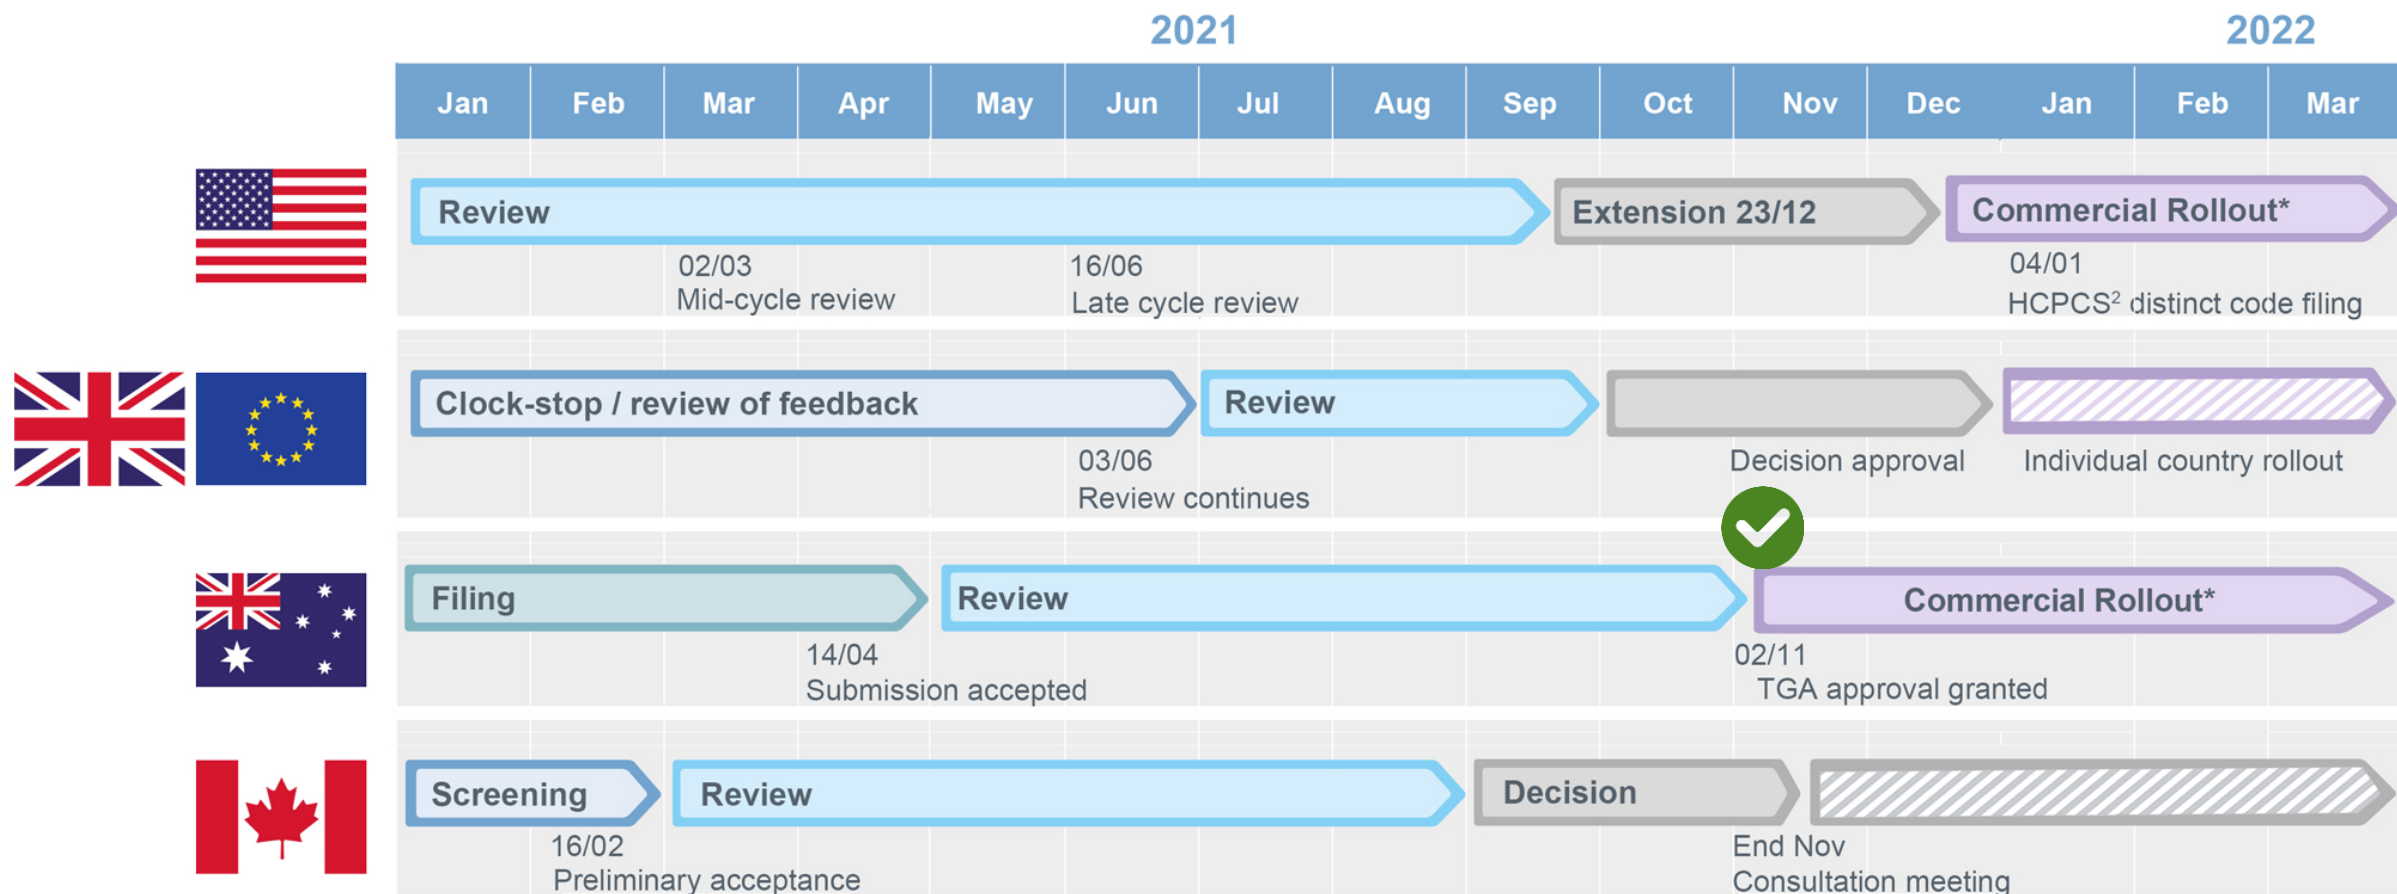 2021 2022
Jan Feb Mar Apr May Jun Jul Aug Sep Oct Nov Dec Jan Feb Mar
Review Extension 23/12 Commercial Rollout*
02/03 16/06 04/01
Mid-cycle review Late cycle review HCPCS² distinct code filing
Clock-stop / review of feedback Review
03/06 Decision approval Individual country rollout
Review continues
Filing Review Commercial Rollout*
14/04 02/11
Submission accepted TGA approval granted
Screening Review Decision
16/02 End Nov
Preliminary acceptance Consultation meeting